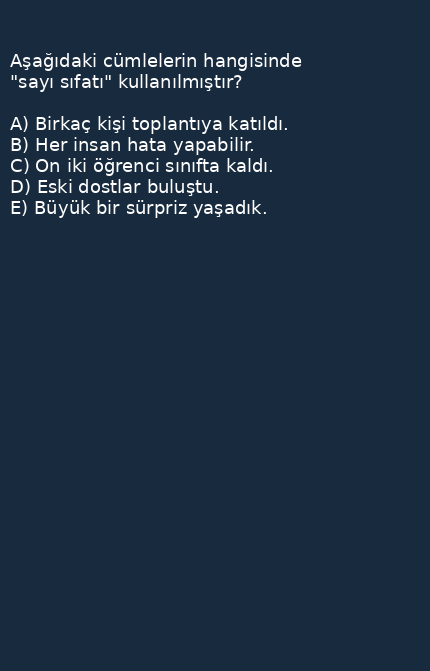 Aşağıdaki cümlelerin hangisinde
"sayı sıfatı" kullanılmıştır?
A) Birkaç kişi toplantıya katıldı.
B) Her insan hata yapabilir.
C) On iki öğrenci sınıfta kaldı.
D) Eski dostlar buluştu.
E) Büyük bir sürpriz yaşadık.